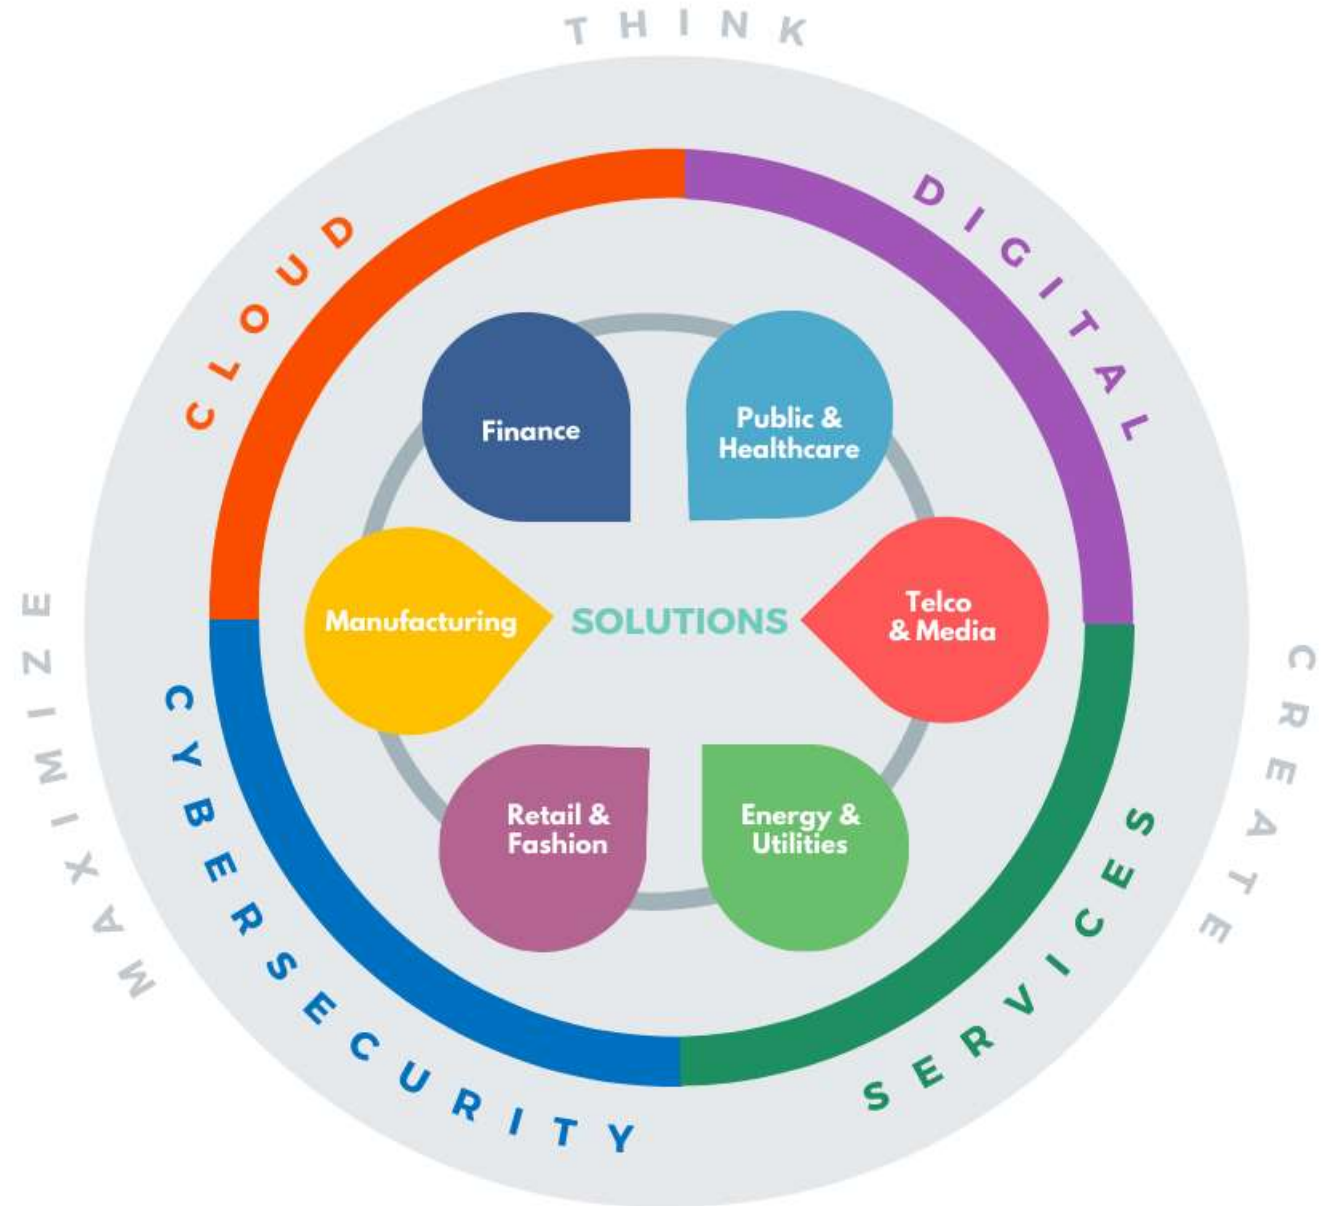 THINK
DIGITAL
CLOUD
Finance
Public &
Healthcare
Manufacturing
SOLUTIONS
Telco
& Media
Retail &
Fashion
Energy &
Utilities
CYBERSECURITY
SERVICES
MAXIMIZE
CREATE